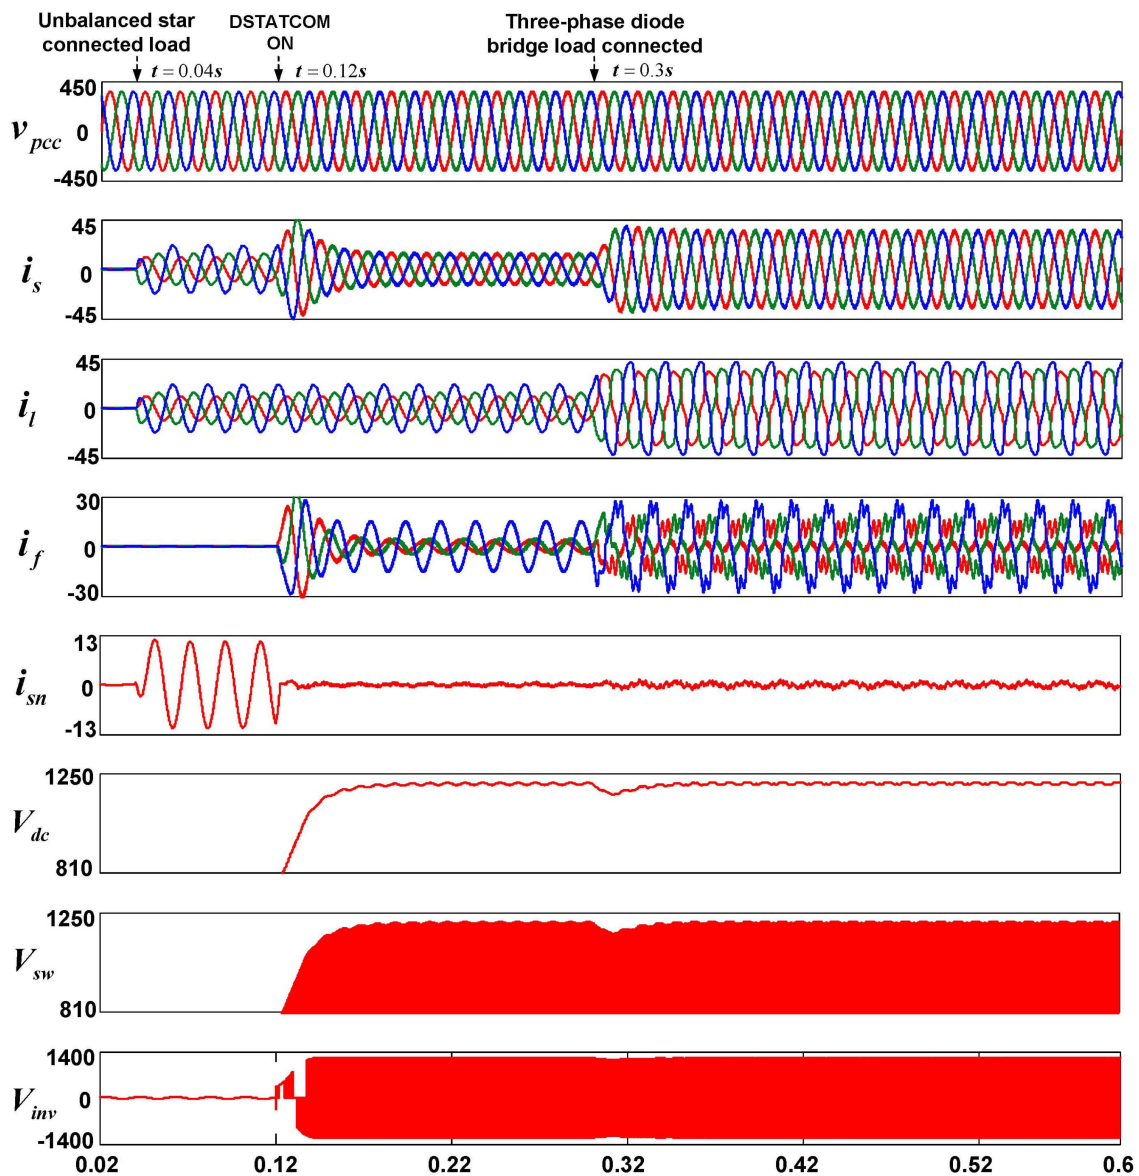 Unbalanced star
connected load
DSTATCOM
ON
Three-phase diode
bridge load connected
t = 0.04s
t = 0.12s
t = 0.3s
450
v_pcc 0
-450
45
i_s 0
-45
45
i_l 0
-45
30
i_f 0
-30
13
i_sn 0
-13
1250
V_dc
810
1250
V_sw
810
1400
V_inv 0
-1400
0.02 0.12 0.22 0.32 0.42 0.52 0.6